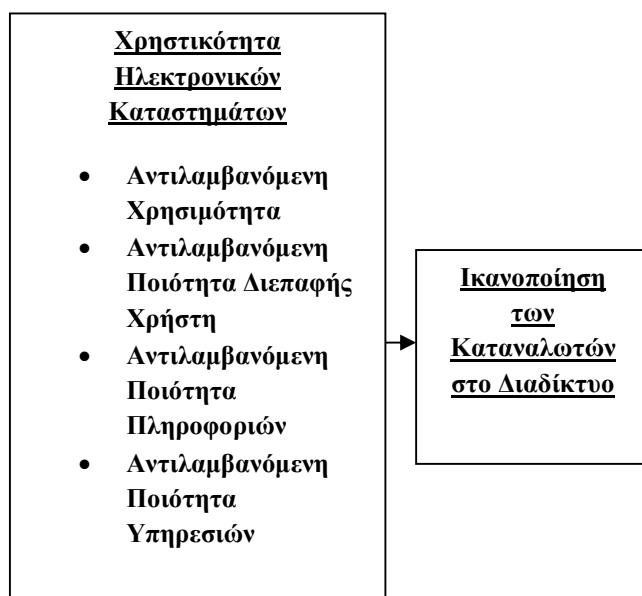 Χρηστικότητα
Ηλεκτρονικών
Καταστημάτων
• Αντιλαμβανόμενη
Χρησιμότητα
• Αντιλαμβανόμενη
Ποιότητα Διεπαφής
Χρήστη
• Αντιλαμβανόμενη
Ποιότητα
Πληροφοριών
• Αντιλαμβανόμενη
Ποιότητα
Υπηρεσιών
Ικανοποίηση
των
Καταναλωτών
στο Διαδίκτυο